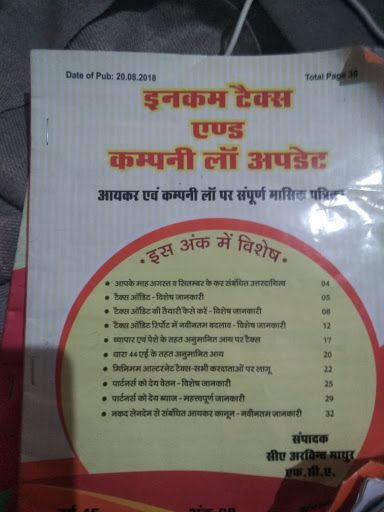 Date of Pub: 20.08.2018 Total Page 36
इनकम टैक्स
एण्ड
कम्पनी लॉ अपडेट
आयकर एवं कम्पनी लॉ पर संपूर्ण मासिक पत्रिका
• इस अंक में विशेष •
• आपके माह अगस्त व सितम्बर के कर संबंधित उत्तरदायित्व 04
• टैक्स ऑडिट - विशेष जानकारी 05
• टैक्स ऑडिट की तैयारी कैसे करें - विशेष जानकारी 08
• टैक्स ऑडिट रिर्पोट में नवीनतम बदलाव - विशेष जानकारी 12
• व्यापार एवं पेशे के तहत अनुमानित आय पर टैक्स 17
• धारा 44 एई के तहत अनुमानित आय 20
• मिनिमम आल्टरनेट टैक्स-सभी करदाताओं पर लागू 22
• पार्टनर्स को देय वेतन - विशेष जानकारी 25
• पार्टनर्स को देय ब्याज - महत्त्वपूर्ण जानकारी 29
• नकद लेनदेन से संबंधित आयकर कानून - नवीनतम जानकारी 32
संपादक
सीए अरविन्द माथुर
एफ.सी.ए.